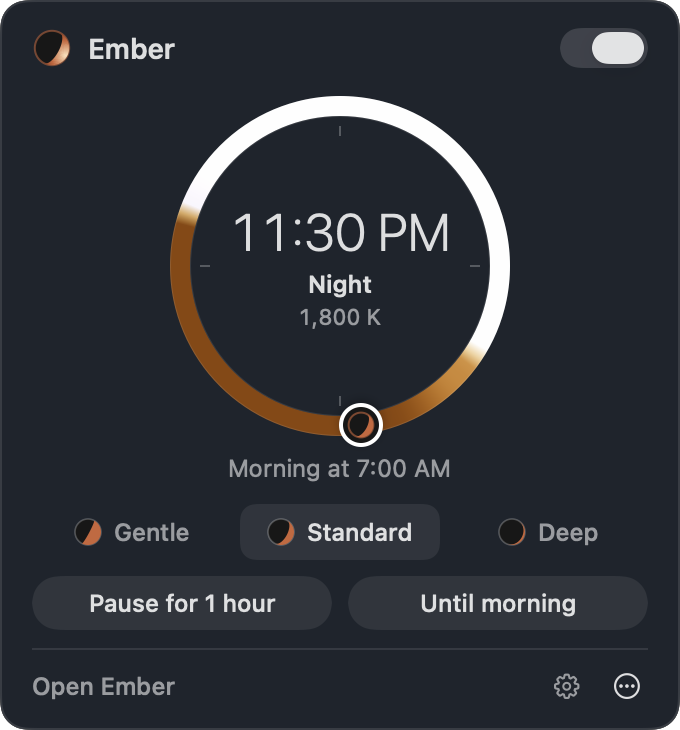 Ember
11:30 PM
Night
1,800 K
Morning at 7:00 AM
Gentle
Standard
Deep
Pause for 1 hour
Until morning
Open Ember